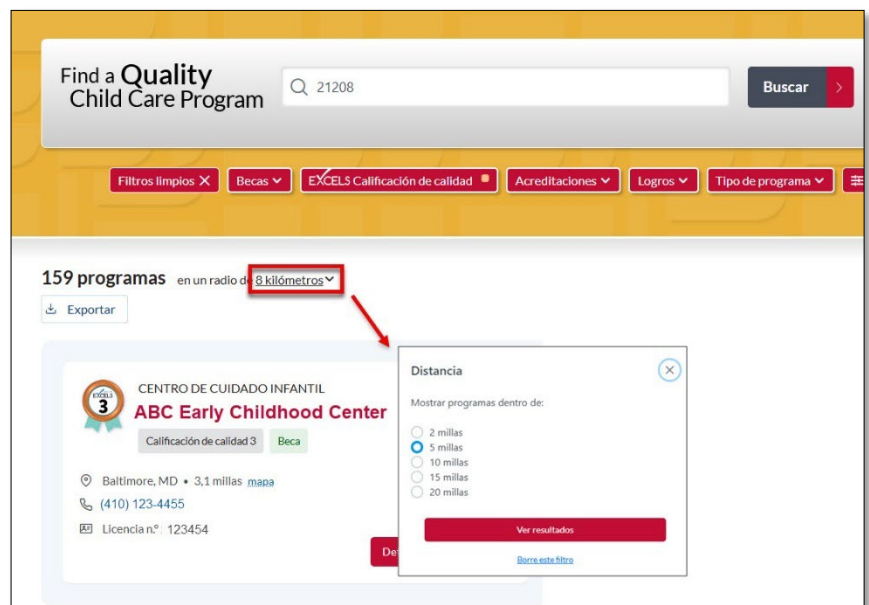 Find a Quality
Child Care Program
21208
Buscar
Filtros limpios X
Becas
EXCELS Calificación de calidad
Acreditaciones
Logros
Tipo de programa
159 programas en un radio de 8 kilómetros
Exportar
EXCELS
3
CENTRO DE CUIDADO INFANTIL
ABC Early Childhood Center
Calificación de calidad 3 Beca
Baltimore, MD • 3,1 millas mapa
(410) 123-4455
Licencia n.º 123454
Distancia
Mostrar programas dentro de:
2 millas
5 millas
10 millas
15 millas
20 millas
Ver resultados
Borre este filtro